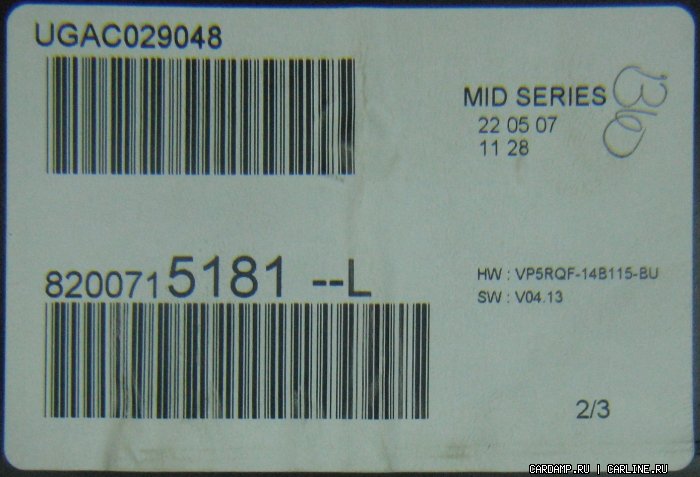 UGAC029048
MID SERIES
22 05 07
11 28
8200715181 --L
HW : VP5RQF-14B115-BU
SW : V04.13
2/3
CARDAMP.RU | CARLINE.RU